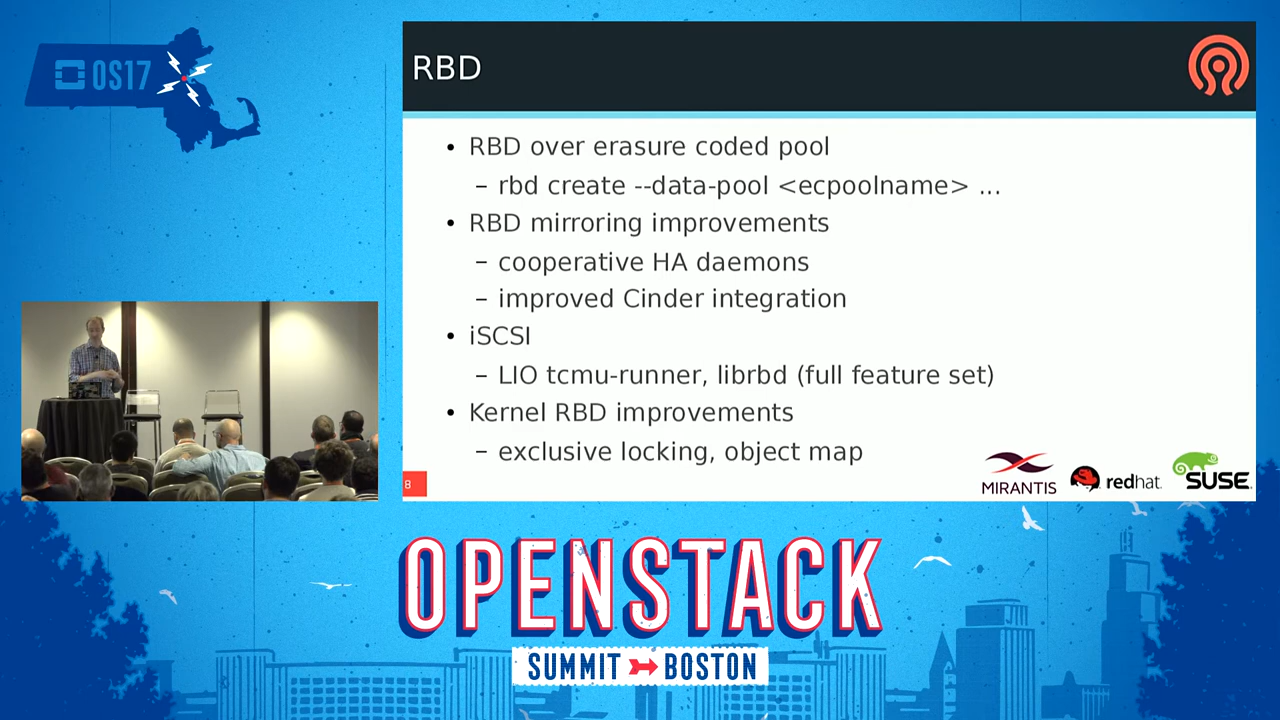 OS17
RBD
• RBD over erasure coded pool
– rbd create --data-pool <ecpoolname> ...
• RBD mirroring improvements
– cooperative HA daemons
– improved Cinder integration
• iSCSI
– LIO tcmu-runner, librbd (full feature set)
• Kernel RBD improvements
– exclusive locking, object map
8
MIRANTIS
redhat.
SUSE
OPENSTACK
SUMMIT BOSTON